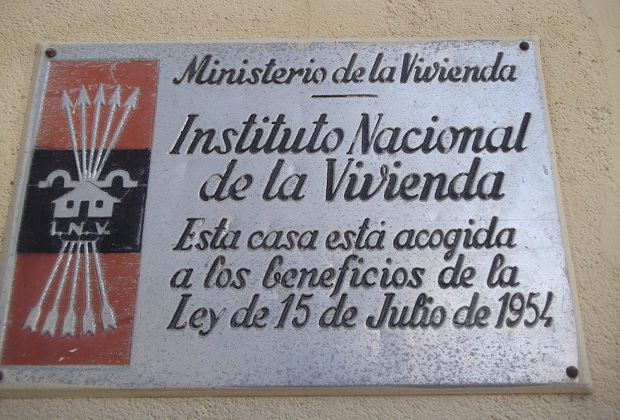 Ministerio de la Vivienda
Instituto Nacional
de la Vivienda
Esta casa está acogida
a los beneficios de la
Ley de 15 de Julio de 1954
I.N.V.